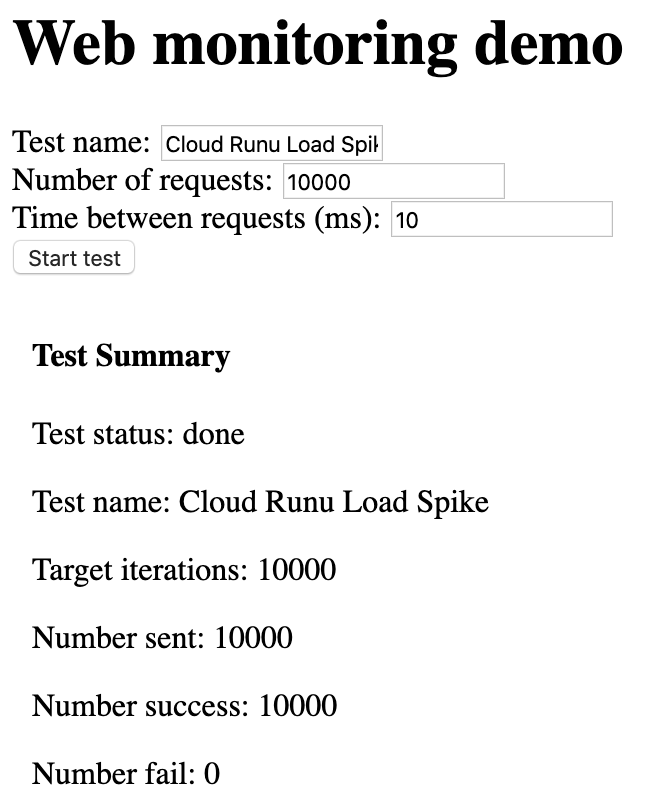 Web monitoring demo
Test name: Cloud Runu Load Spil
Number of requests: 10000
Time between requests (ms): 10
Start test
Test Summary
Test status: done
Test name: Cloud Runu Load Spike
Target iterations: 10000
Number sent: 10000
Number success: 10000
Number fail: 0